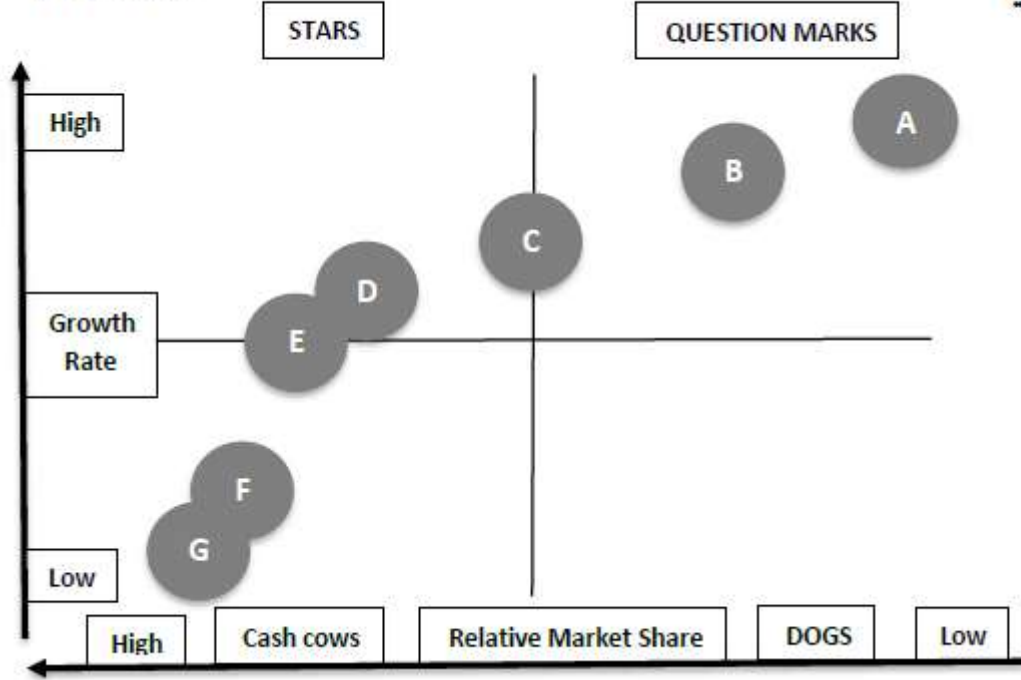 STARS
QUESTION MARKS
High
A
B
C
D
Growth
Rate
E
F
G
Low
High
Cash cows
Relative Market Share
DOGS
Low